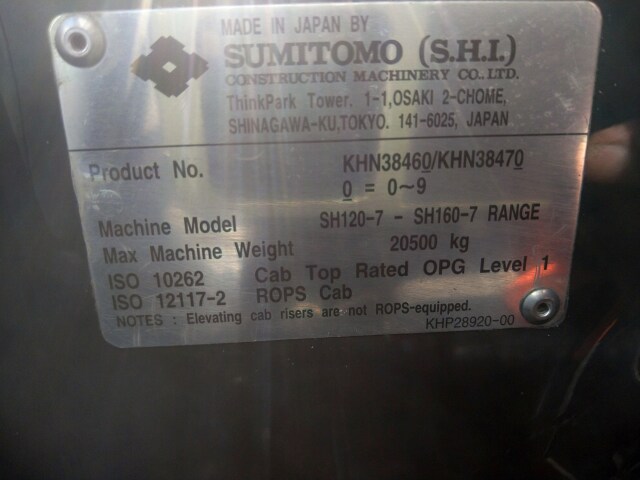 MADE IN JAPAN BY
SUMITOMO (S.H.I.)
CONSTRUCTION MACHINERY CO., LTD.
ThinkPark Tower. 1-1,OSAKI 2-CHOME,
SHINAGAWA-KU,TOKYO. 141-6025, JAPAN
Product No. KHN38460/KHN38470
0 = 0~9
Machine Model SH120-7 - SH160-7 RANGE
Max Machine Weight 20500 kg
ISO 10262 Cab Top Rated OPG Level 1
ISO 12117-2 ROPS Cab
NOTES : Elevating cab risers are not ROPS-equipped.
KHP28920-00